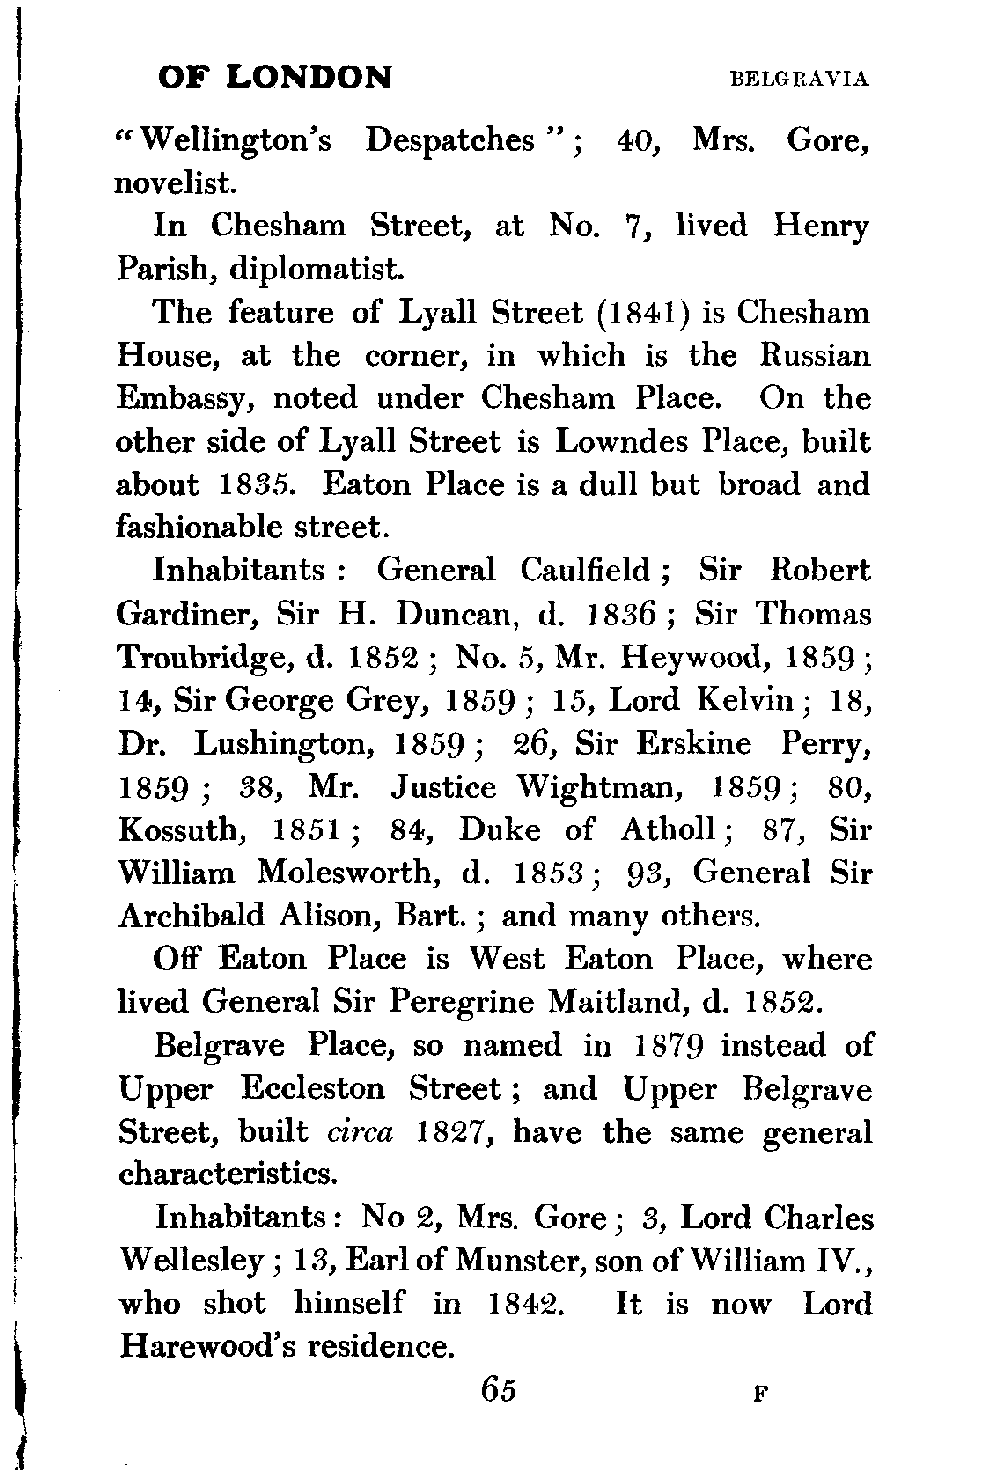 OF LONDON BELGRAVIA
“Wellington’s Despatches”; 40, Mrs. Gore,
novelist.
In Chesham Street, at No. 7, lived Henry
Parish, diplomatist.
The feature of Lyall Street (1841) is Chesham
House, at the corner, in which is the Russian
Embassy, noted under Chesham Place. On the
other side of Lyall Street is Lowndes Place, built
about 1835. Eaton Place is a dull but broad and
fashionable street.
Inhabitants : General Caulfield ; Sir Robert
Gardiner, Sir H. Duncan, d. 1836 ; Sir Thomas
Troubridge, d. 1852 ; No. 5, Mr. Heywood, 1859 ;
14, Sir George Grey, 1859 ; 15, Lord Kelvin ; 18,
Dr. Lushington, 1859 ; 26, Sir Erskine Perry,
1859 ; 38, Mr. Justice Wightman, 1859 ; 80,
Kossuth, 1851 ; 84, Duke of Atholl ; 87, Sir
William Molesworth, d. 1853 ; 93, General Sir
Archibald Alison, Bart. ; and many others.
Off Eaton Place is West Eaton Place, where
lived General Sir Peregrine Maitland, d. 1852.
Belgrave Place, so named in 1879 instead of
Upper Eccleston Street ; and Upper Belgrave
Street, built circa 1827, have the same general
characteristics.
Inhabitants : No 2, Mrs. Gore ; 3, Lord Charles
Wellesley ; 13, Earl of Munster, son of William IV.,
who shot himself in 1842. It is now Lord
Harewood’s residence.
65 F